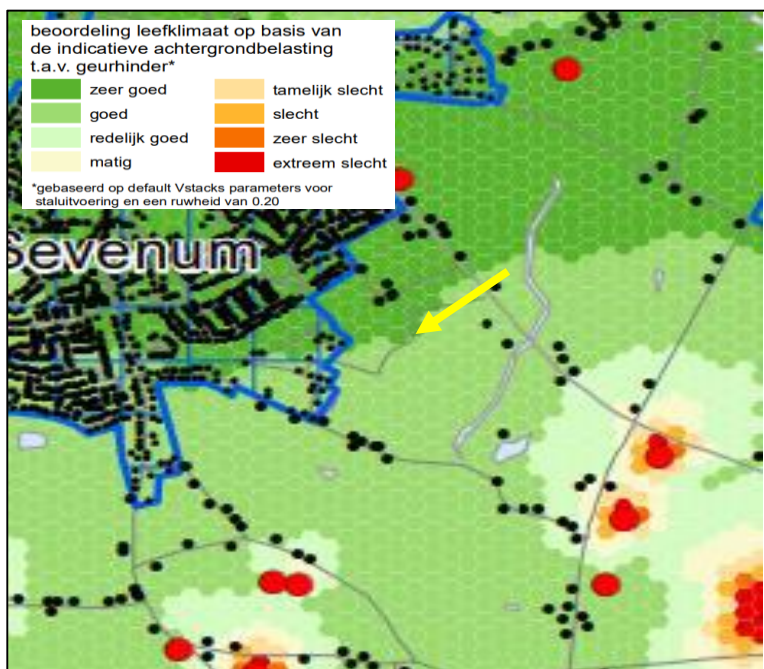 beoordeling leefklimaat op basis van
de indicatieve achtergrondbelasting
t.a.v. geurhinder*
zeer goed
goed
redelijk goed
matig
tamelijk slecht
slecht
zeer slecht
extreem slecht
*gebaseerd op default Vstacks parameters voor
staluitvoering en een ruwheid van 0.20
Sevenum